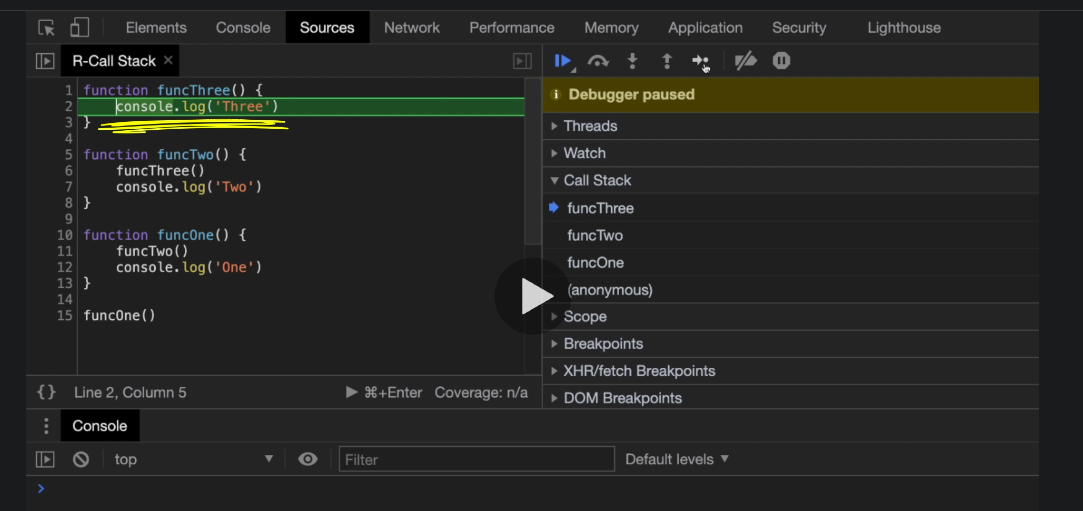 Elements Console Sources Network Performance Memory Application Security Lighthouse
R-Call Stack ×
1 function funcThree() {
2     console.log('Three')
3 }
4
5 function funcTwo() {
6     funcThree()
7     console.log('Two')
8 }
9
10 function funcOne() {
11     funcTwo()
12     console.log('One')
13 }
14
15 funcOne()
{} Line 2, Column 5 ⌘+Enter Coverage: n/a
Debugger paused
Threads
Watch
Call Stack
funcThree
funcTwo
funcOne
(anonymous)
Scope
Breakpoints
XHR/fetch Breakpoints
DOM Breakpoints
Console
top Filter Default levels